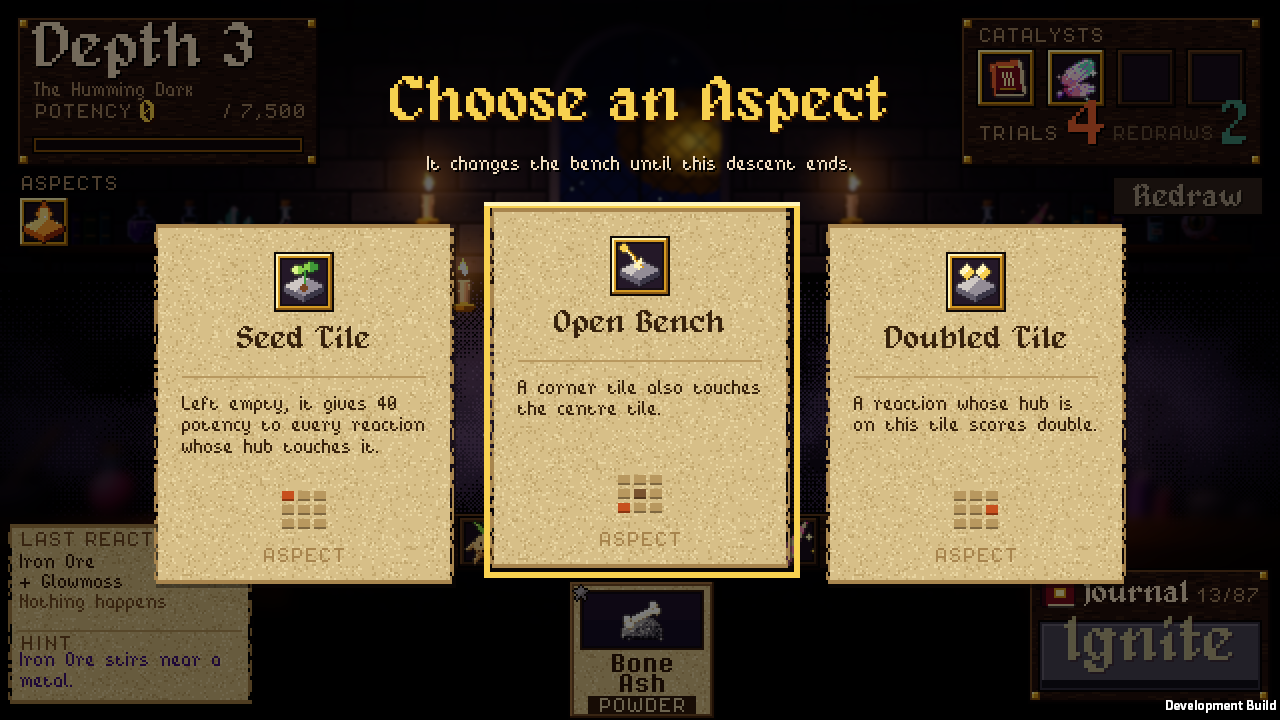 Depth 3
The Humming Dark
POTENCY 0 / 7,500
ASPECTS
Choose an Aspect
It changes the bench until this descent ends.
CATALYSTS
TRIALS 4 REDRAWS 2
Redraw
Seed Tile
Left empty, it gives 40
potency to every reaction
whose hub touches it.
ASPECT
Open Bench
A corner tile also touches
the centre tile.
ASPECT
Doubled Tile
A reaction whose hub is
on this tile scores double.
ASPECT
LAST REACT
Iron Ore
+ Glowmoss
Nothing happens
HINT
Iron Ore stirs near a
metal.
Bone
Ash
POWDER
Journal 13/87
Ignite
Development Build